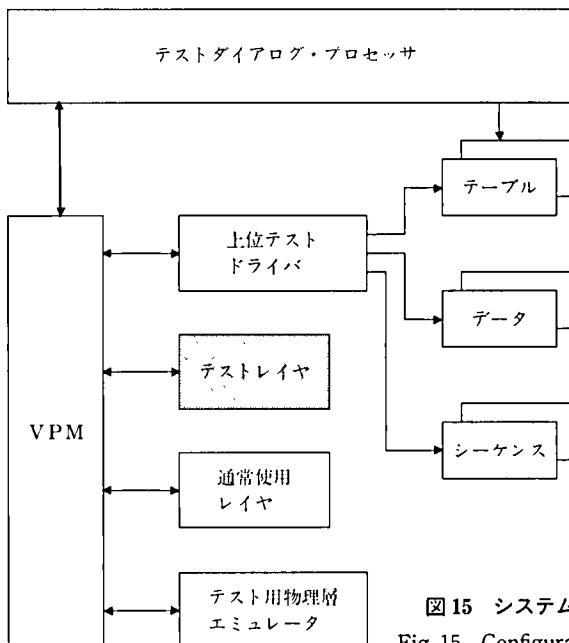 テストダイアログ・プロセッサ
上位テスト
ドライバ
テーブル
データ
テストレイヤ
シーケンス
VPM
通常使用
レイヤ
テスト用物理層
エミュレータ
図15 システム
Fig. 15 Configura